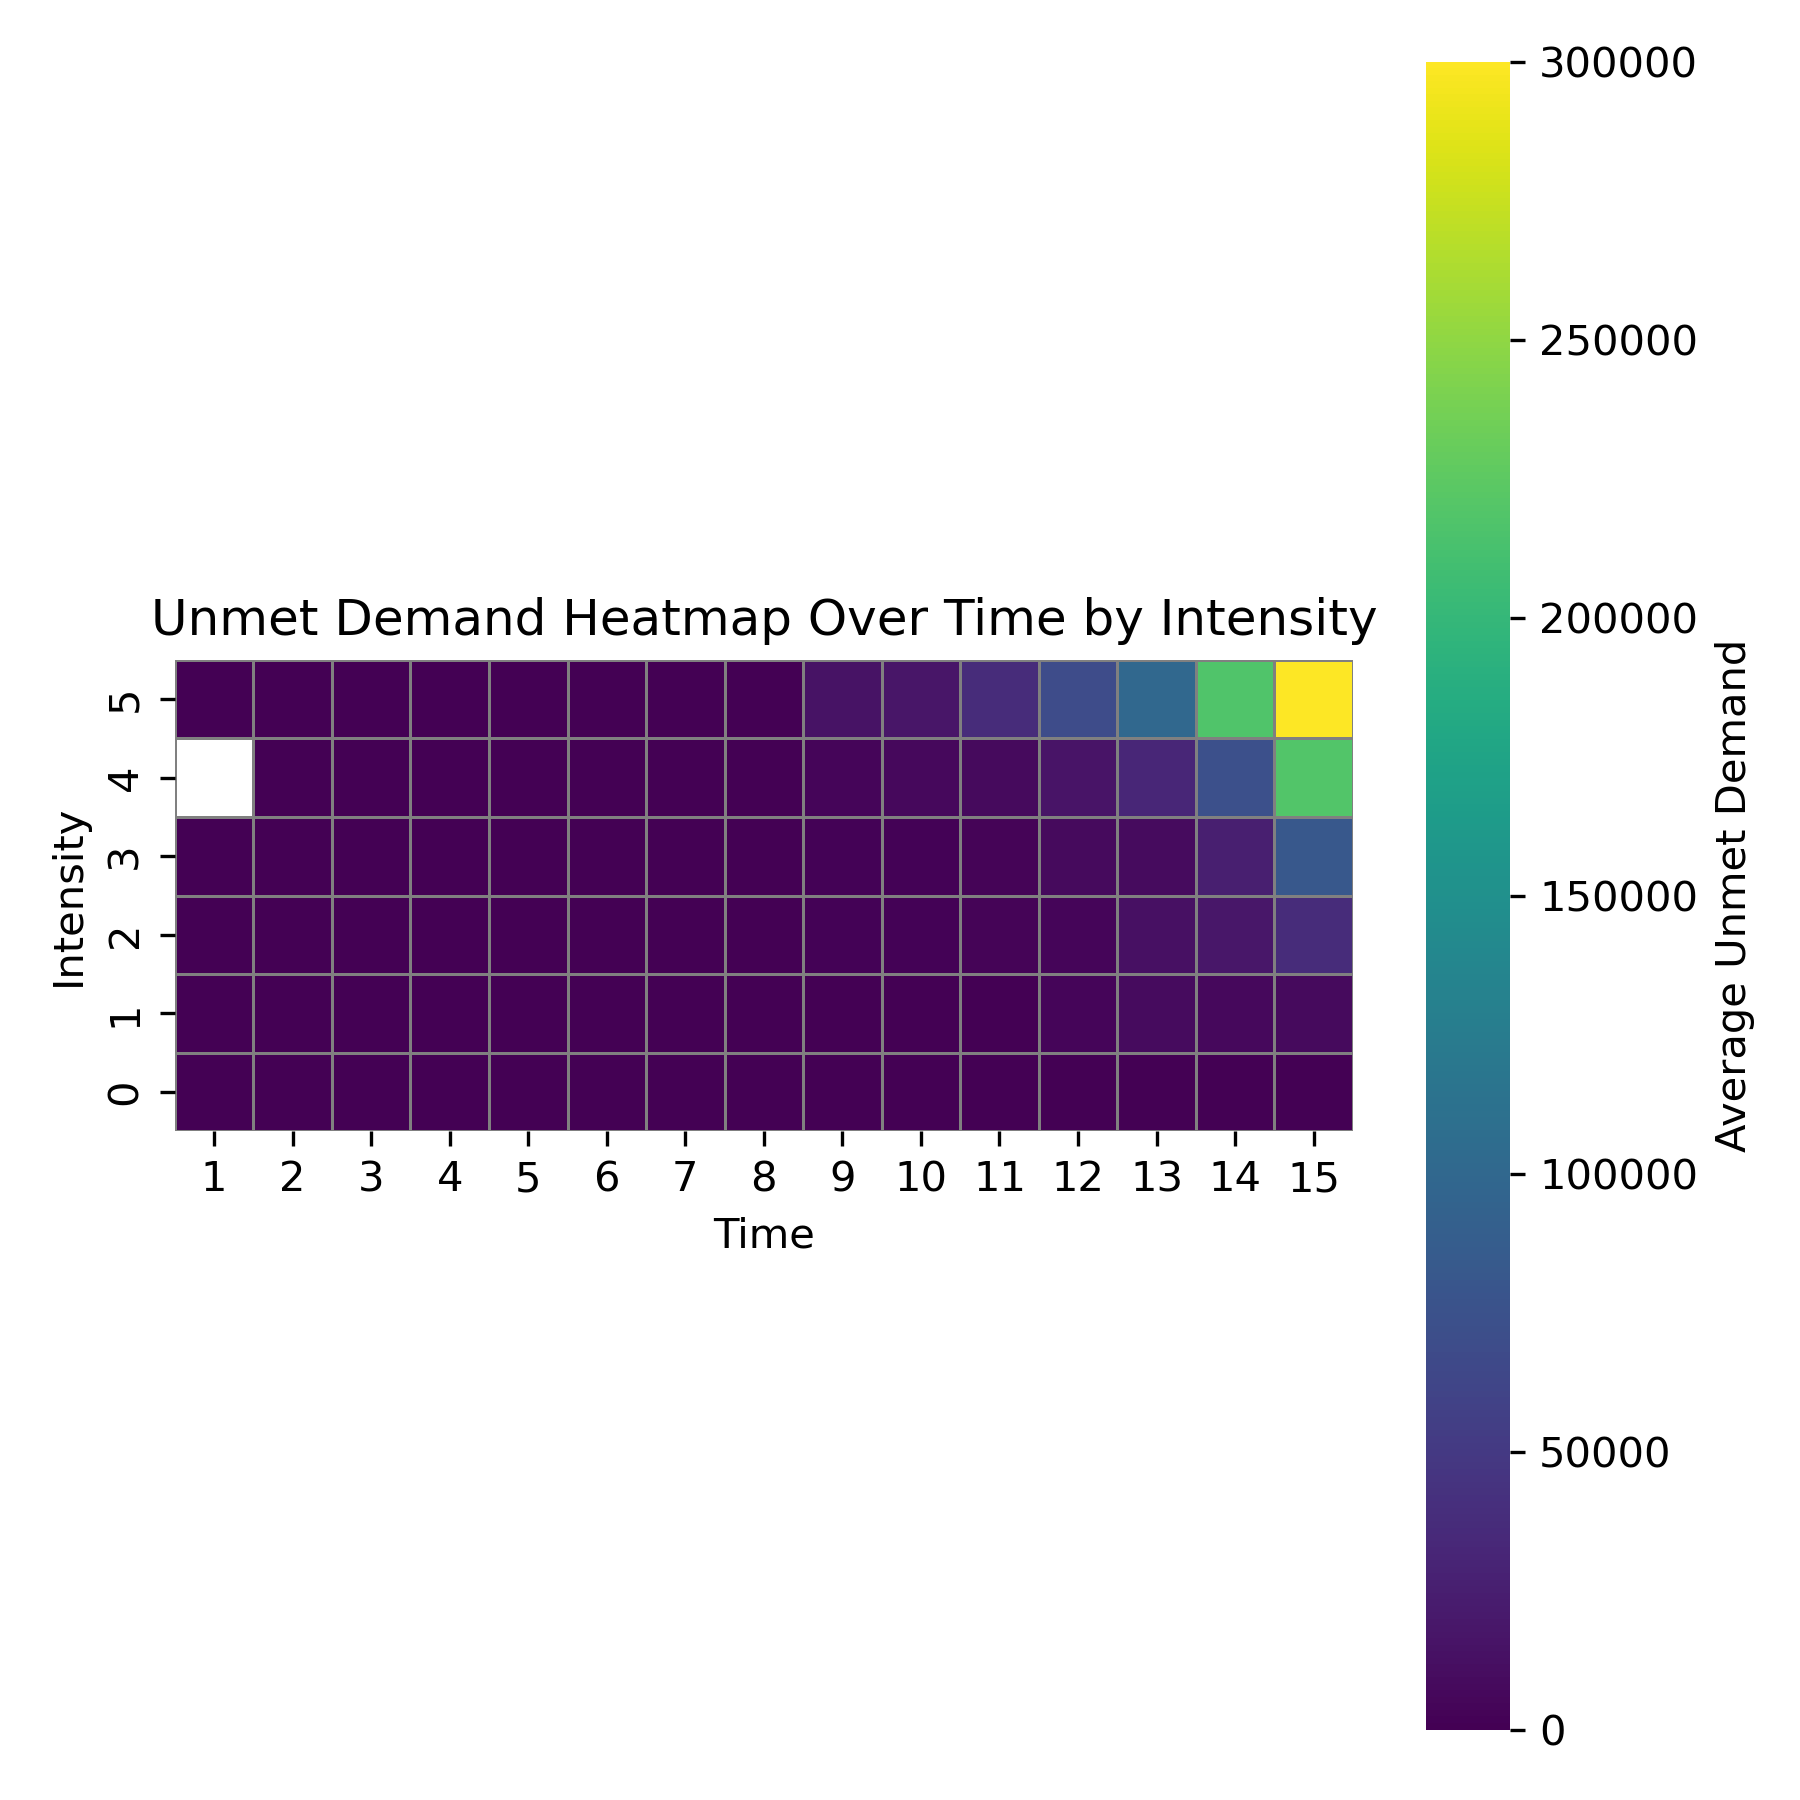 Unmet Demand Heatmap Over Time by Intensity
Intensity
5
4
3
2
1
0
1 2 3 4 5 6 7 8 9 10 11 12 13 14 15
Time
300000
250000
200000
150000
100000
50000
0
Average Unmet Demand